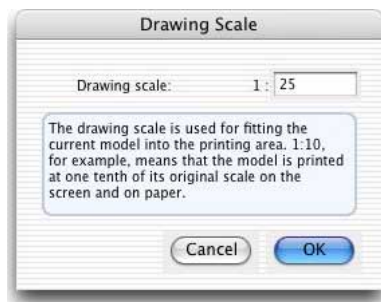 Drawing Scale
Drawing scale: 1 : 25
The drawing scale is used for fitting the
current model into the printing area. 1:10,
for example, means that the model is printed
at one tenth of its original scale on the
screen and on paper.
Cancel OK